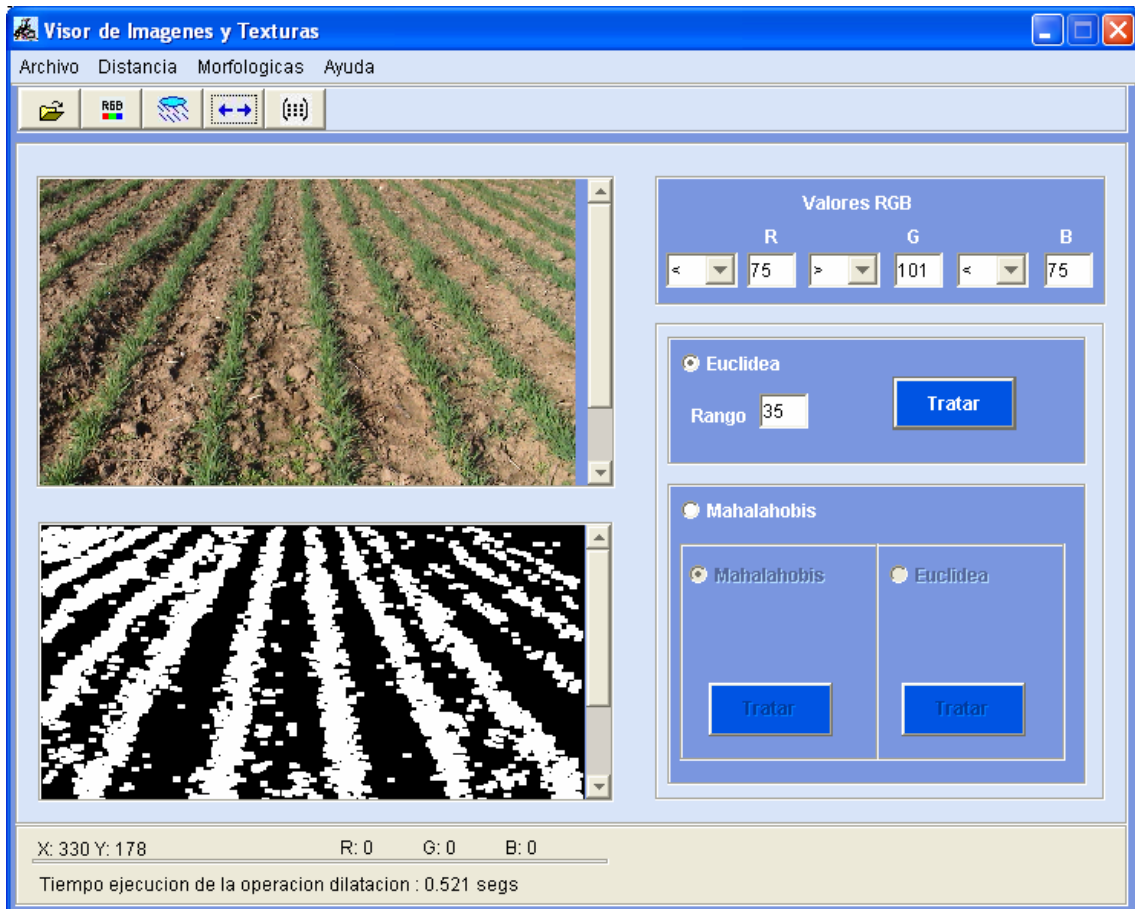 Visor de Imagenes y Texturas
Archivo Distancia Morfologicas Ayuda
RGB
Valores RGB
R G B
< 75 > 101 < 75
Euclidea
Rango 35
Tratar
Mahalahobis
Mahalahobis Euclidea
Tratar Tratar
X: 330 Y: 178 R: 0 G: 0 B: 0
Tiempo ejecucion de la operacion dilatacion : 0.521 segs